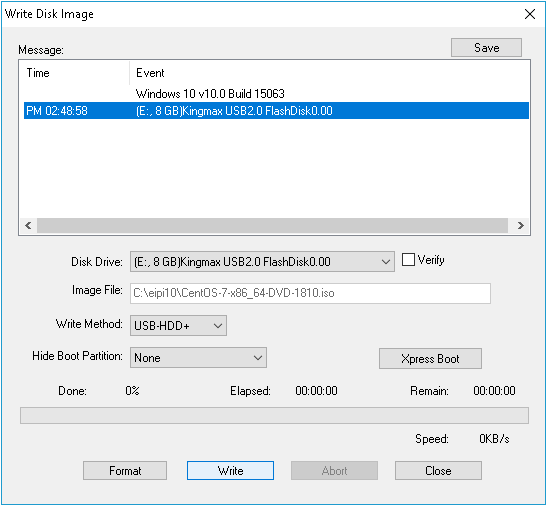 Write Disk Image
Save
Message:
Time Event
Windows 10 v10.0 Build 15063
PM 02:48:58 (E:, 8 GB)Kingmax USB2.0 FlashDisk0.00
Disk Drive: (E:, 8 GB)Kingmax USB2.0 FlashDisk0.00 Verify
Image File: C:\eipi10\CentOS-7-x86_64-DVD-1810.iso
Write Method: USB-HDD+
Hide Boot Partition: None Xpress Boot
Done: 0% Elapsed: 00:00:00 Remain: 00:00:00
Speed: 0KB/s
Format Write Abort Close